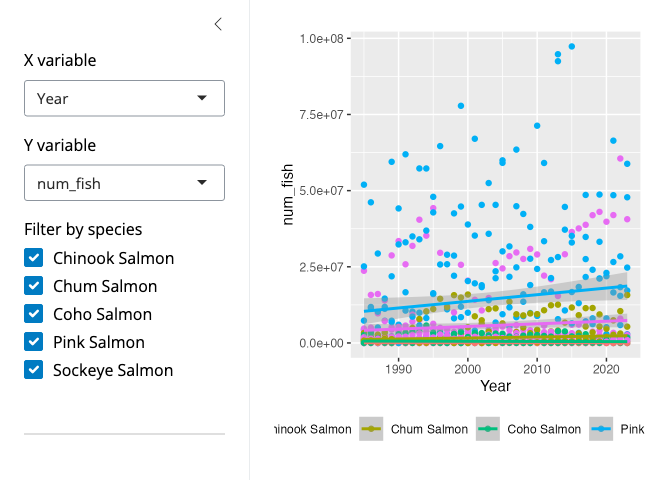 X variable
Year
Y variable
num_fish
Filter by species
Chinook Salmon
Chum Salmon
Coho Salmon
Pink Salmon
Sockeye Salmon
1.0e+08
7.5e+07
5.0e+07
2.5e+07
0.0e+00
num_fish
1990 2000 2010 2020
Year
hinook Salmon Chum Salmon Coho Salmon Pink